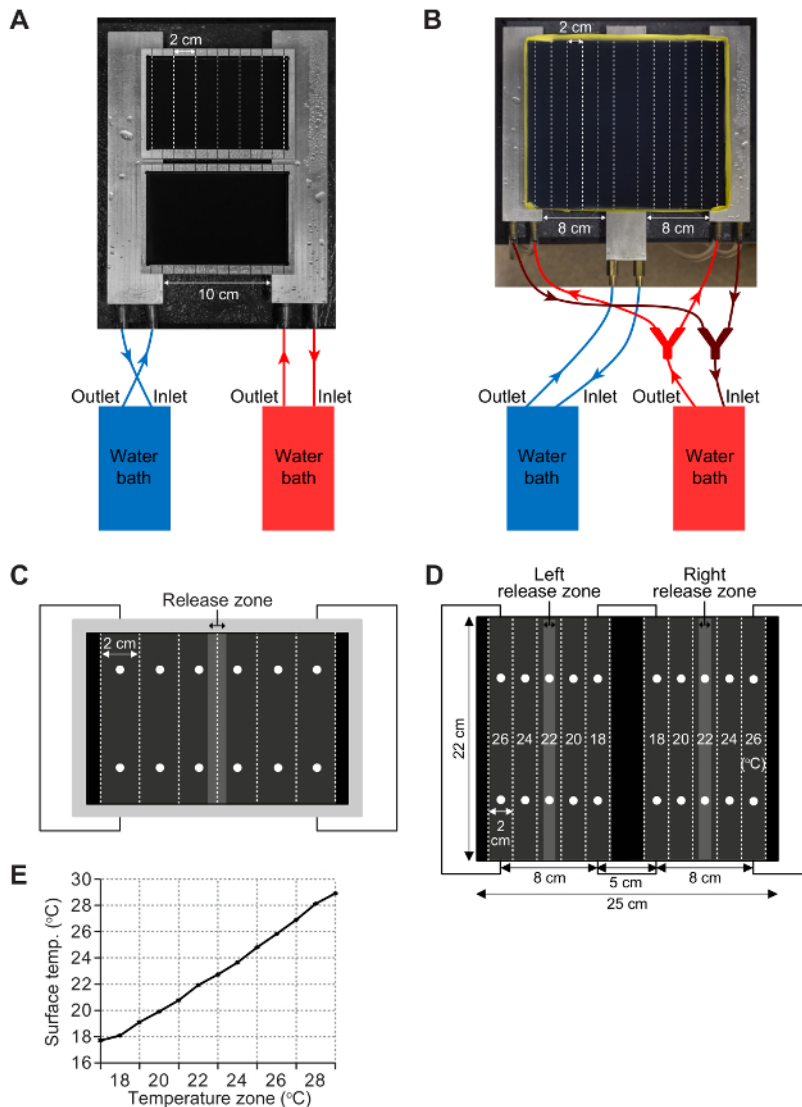 A
2 cm
10 cm
Outlet
Inlet
Outlet
Inlet
Water
bath
Water
bath
B
2 cm
8 cm
8 cm
Outlet
Inlet
Outlet
Inlet
Water
bath
Water
bath
C
Release zone
2 cm
D
Left
release zone
Right
release zone
22 cm
26 24 22 20 18 18 20 22 24 26
(°C)
2
cm
8 cm
5 cm
8 cm
25 cm
E
Surface temp. (°C)
30
28
26
24
22
20
18
16
18 20 22 24 26 28
Temperature zone (°C)